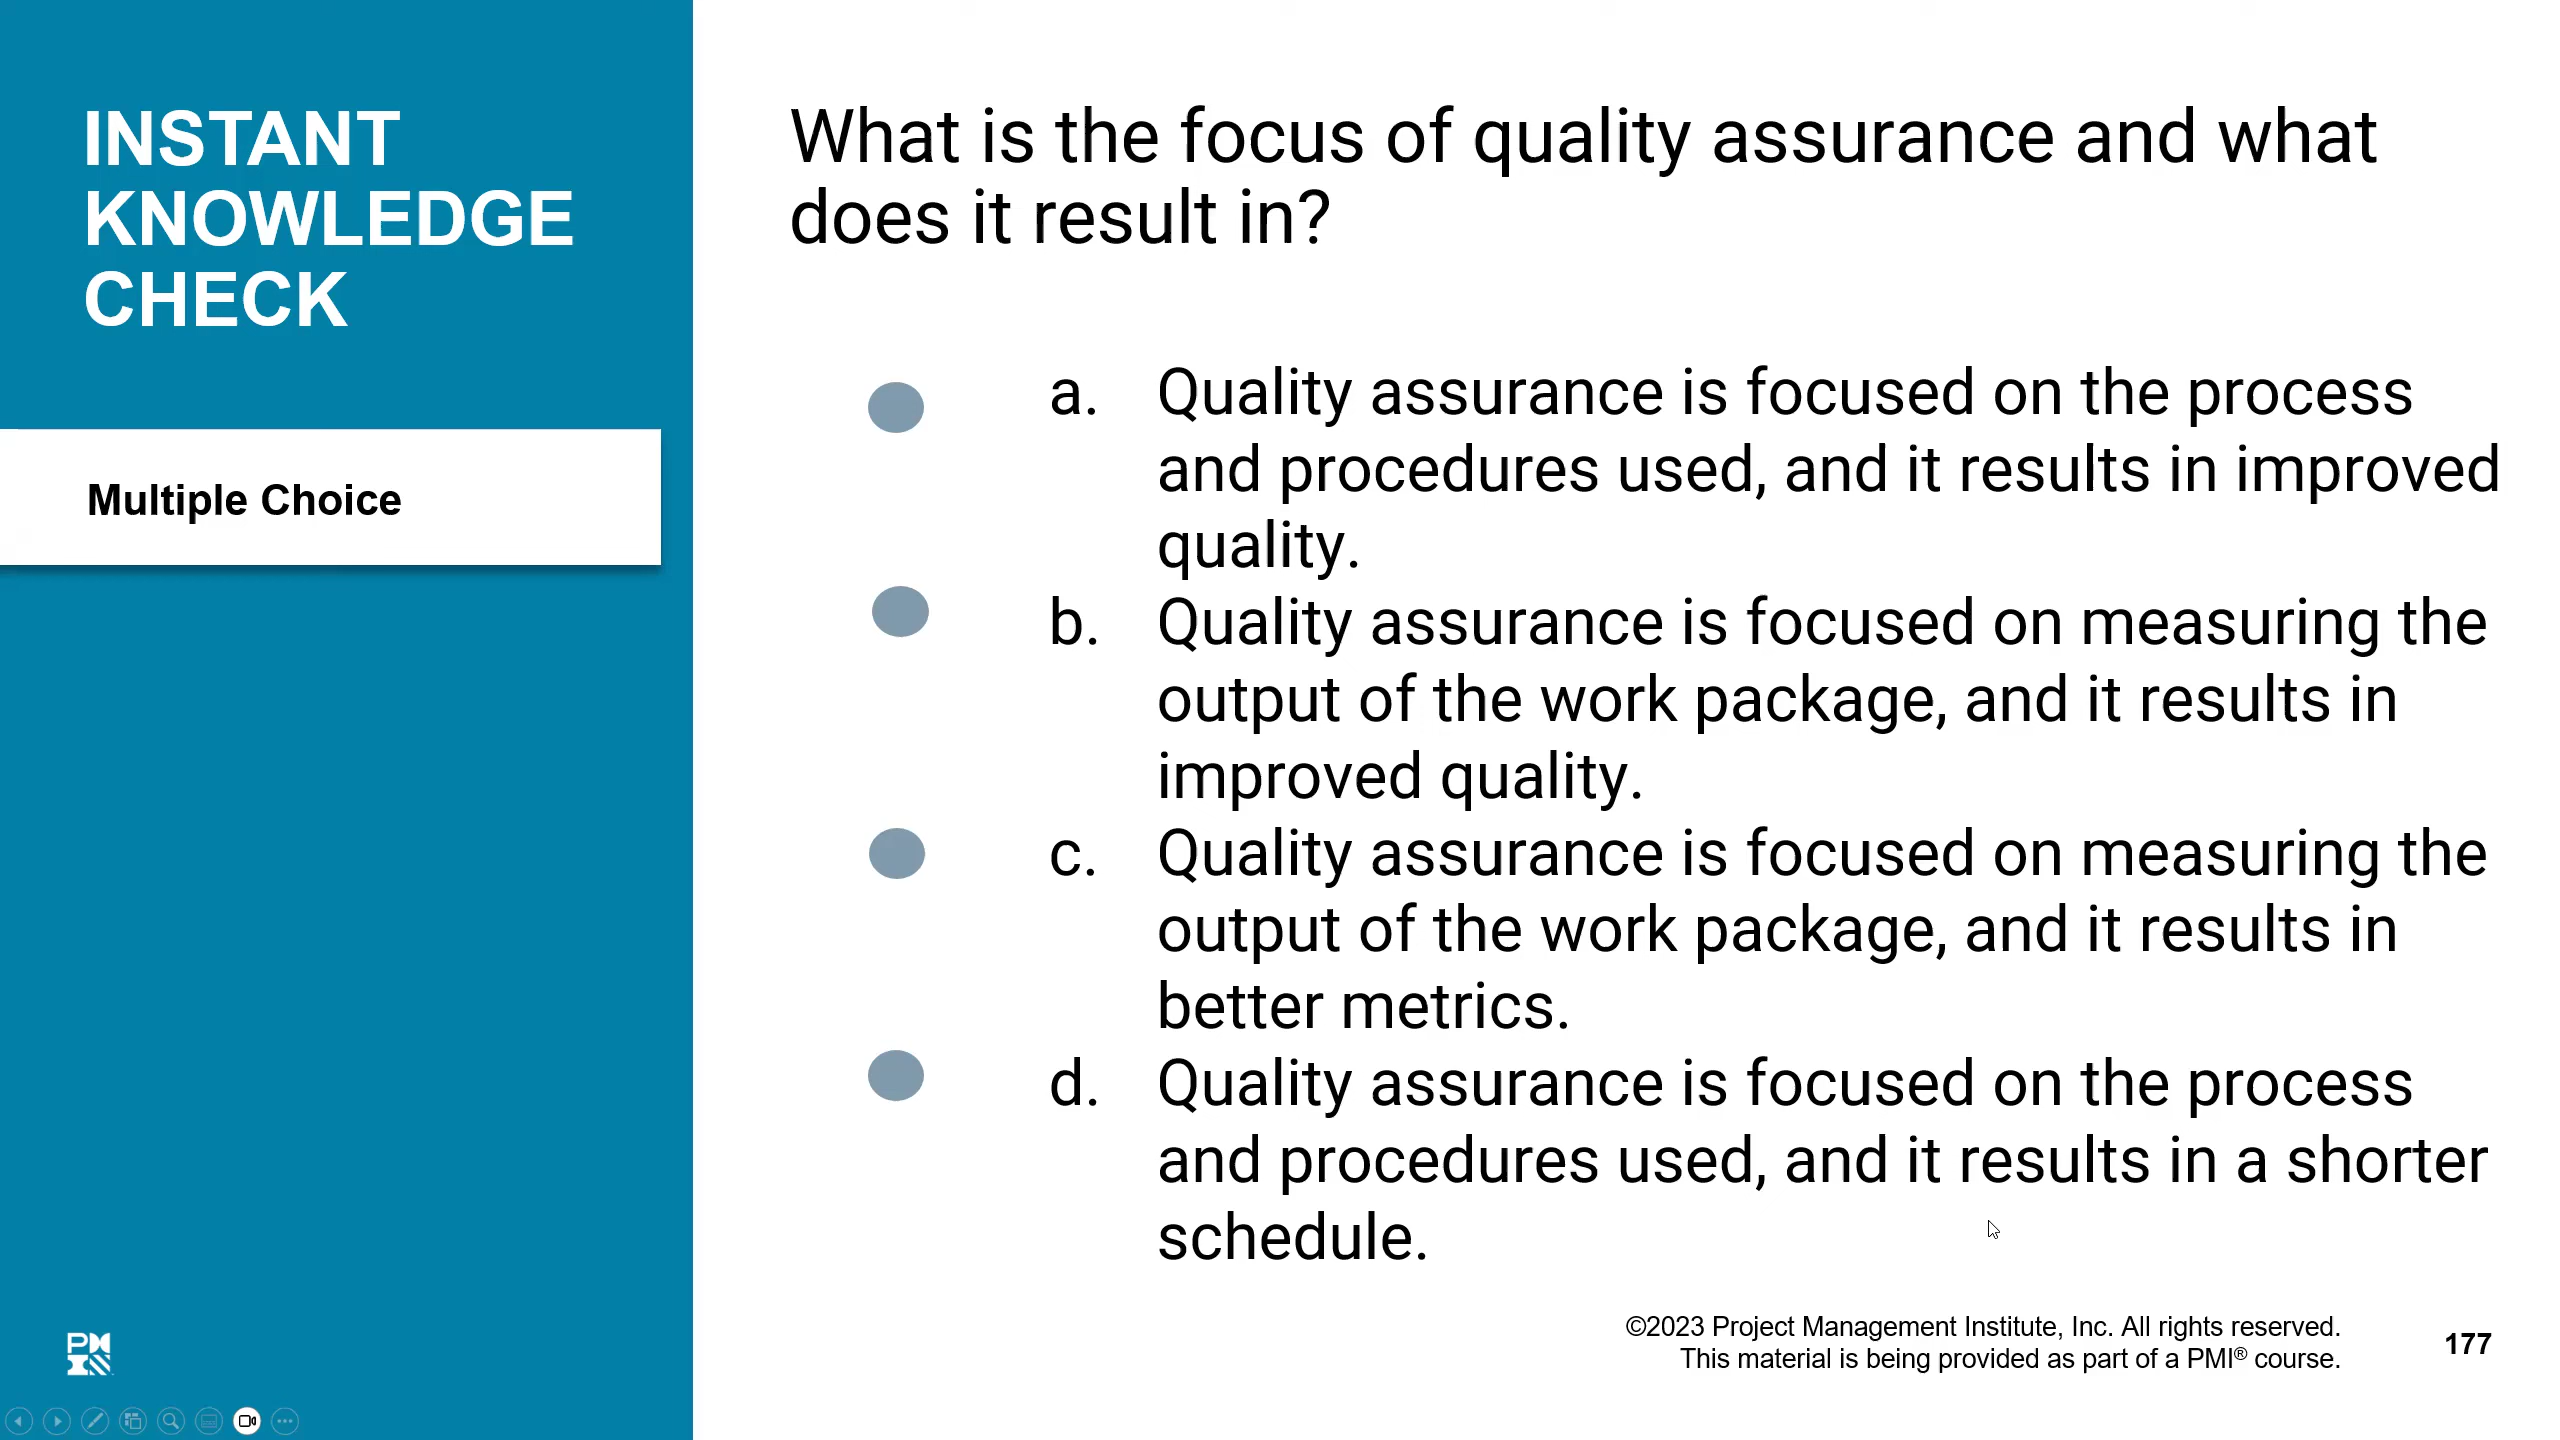 INSTANT
KNOWLEDGE
CHECK
Multiple Choice
What is the focus of quality assurance and what
does it result in?
a. Quality assurance is focused on the process
and procedures used, and it results in improved
quality.
b. Quality assurance is focused on measuring the
output of the work package, and it results in
improved quality.
c. Quality assurance is focused on measuring the
output of the work package, and it results in
better metrics.
d. Quality assurance is focused on the process
and procedures used, and it results in a shorter
schedule.
©2023 Project Management Institute, Inc. All rights reserved.
This material is being provided as part of a PMI® course.
177